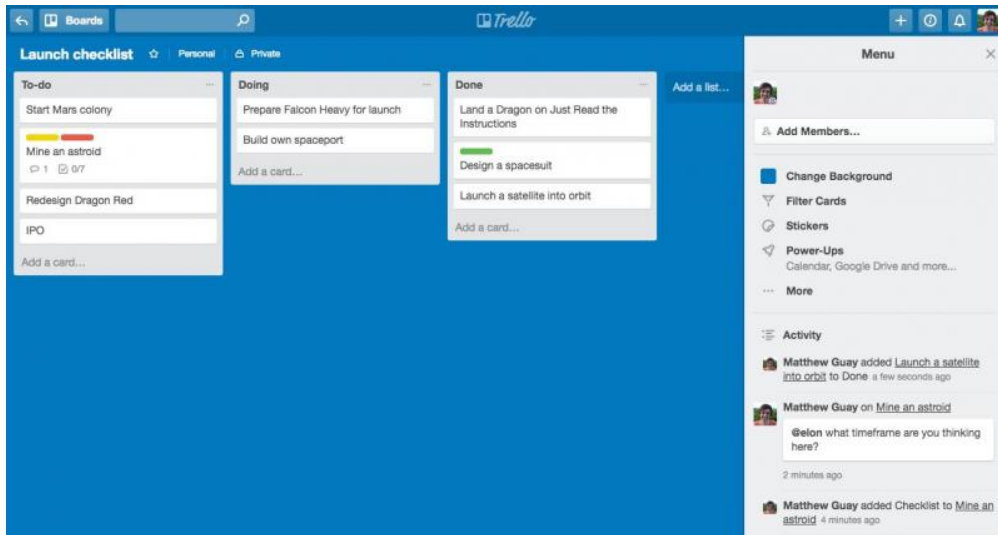 Boards
Trello
Launch checklist
Personal
Private
To-do
Start Mars colony
Mine an astroid
1 0/7
Redesign Dragon Red
IPO
Add a card...
Doing
Prepare Falcon Heavy for launch
Build own spaceport
Add a card...
Done
Land a Dragon on Just Read the
Instructions
Design a spacesuit
Launch a satellite into orbit
Add a card...
Add a list...
Menu
Add Members...
Change Background
Filter Cards
Stickers
Power-Ups
Calendar, Google Drive and more...
More
Activity
Matthew Guay added Launch a satellite
into orbit to Done a few seconds ago
Matthew Guay on Mine an astroid
@elon what timeframe are you thinking
here?
2 minutes ago
Matthew Guay added Checklist to Mine an
astroid 4 minutes ago